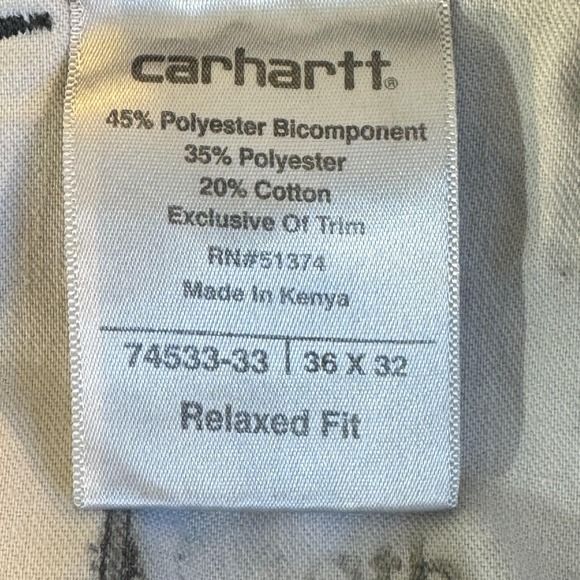 carhartt®
45% Polyester Bicomponent
35% Polyester
20% Cotton
Exclusive Of Trim
RN#51374
Made In Kenya
74533-33 | 36 X 32
Relaxed Fit